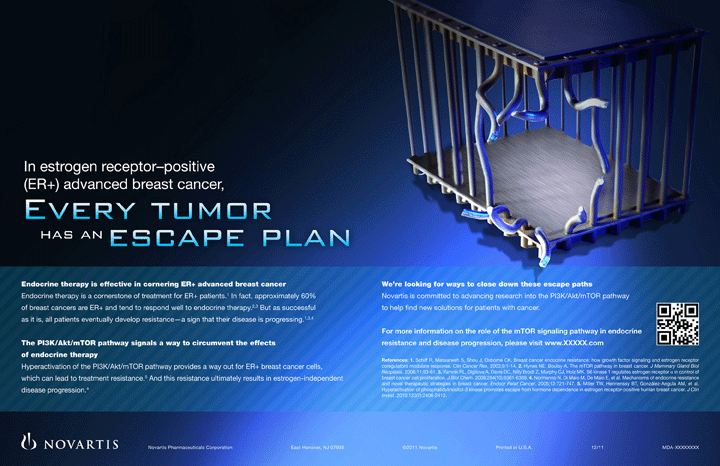 In estrogen receptor–positive
(ER+) advanced breast cancer,
EVERY TUMOR
HAS AN ESCAPE PLAN
Endocrine therapy is effective in cornering ER+ advanced breast cancer
Endocrine therapy is a cornerstone of treatment for ER+ patients.¹ In fact, approximately 60%
of breast cancers are ER+ and tend to respond well to endocrine therapy.²,³ But as successful
as it is, all patients eventually develop resistance—a sign that their disease is progressing.¹,³,⁴
The PI3K/Akt/mTOR pathway signals a way to circumvent the effects
of endocrine therapy
Hyperactivation of the PI3K/Akt/mTOR pathway provides a way out for ER+ breast cancer cells,
which can lead to treatment resistance.⁵ And this resistance ultimately results in estrogen-independent
disease progression.⁴
We're looking for ways to close down these escape paths
Novartis is committed to advancing research into the PI3K/Akt/mTOR pathway
to help find new solutions for patients with cancer.
For more information on the role of the mTOR signaling pathway in endocrine
resistance and disease progression, please visit www.XXXXX.com
References: 1. Schiff R, Massarweh S, Shou J, Osborne CK. Breast cancer endocrine resistance: how growth factor signaling and estrogen receptor
coregulators modulate response. Clin Cancer Res. 2003;9:1-14. 2. Hynes NE, Boulay A. The mTOR pathway in breast cancer. J Mammary Gland Biol
Neoplasia. 2006;11:53-61. 3. Yamnik RL, Digilova A, Davis DC, Brodt Z, Murphy CJ, Holz MK. S6 kinase 1 regulates estrogen receptor α in control of
breast cancer cell proliferation. J Biol Chem. 2009;284(10):6361-6369. 4. Normanno N, Di Maio M, De Maio E, et al. Mechanisms of endocrine resistance
and novel therapeutic strategies in breast cancer. Endocr Relat Cancer. 2005;12:721-747. 5. Miller TW, Hennessy BT, González-Angulo AM, et al.
Hyperactivation of phosphatidylinositol-3 kinase promotes escape from hormone dependence in estrogen receptor-positive human breast cancer. J Clin
Invest. 2010;120(7):2406-2413.
NOVARTIS
Novartis Pharmaceuticals Corporation
East Hanover, NJ 07936
©2011 Novartis
Printed in U.S.A.
12/11
MDA-XXXXXXXX